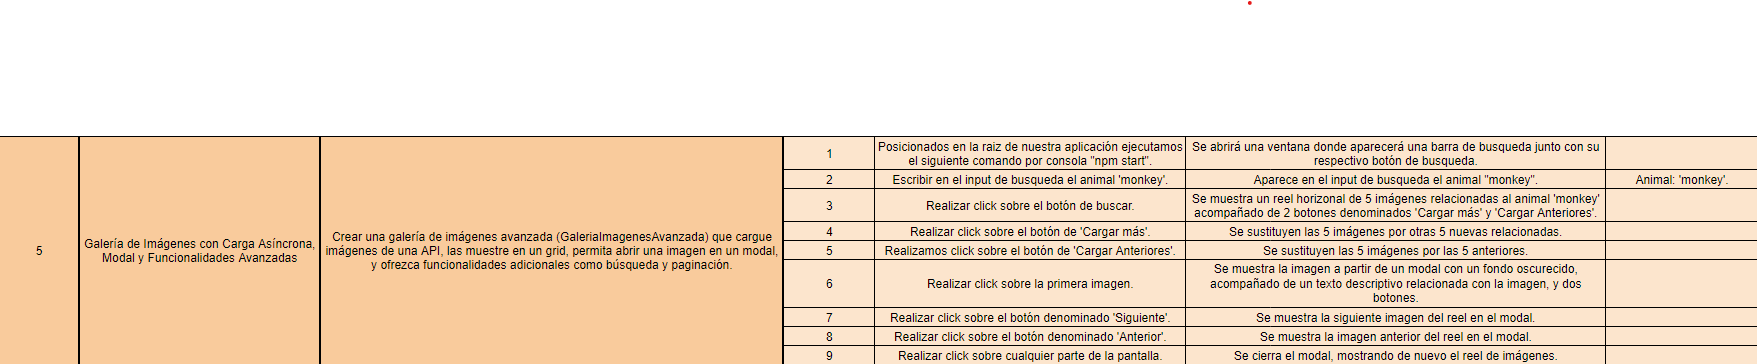 5
Galería de Imágenes con Carga Asíncrona,
Modal y Funcionalidades Avanzadas
Crear una galería de imágenes avanzada (GaleriaImagenesAvanzada) que cargue
imágenes de una API, las muestre en un grid, permita abrir una imagen en un modal,
y ofrezca funcionalidades adicionales como búsqueda y paginación.
1
Posicionados en la raiz de nuestra aplicación ejecutamos
el siguiente comando por consola "npm start".
Se abrirá una ventana donde aparecerá una barra de busqueda junto con su
respectivo botón de busqueda.
2
Escribir en el input de busqueda el animal 'monkey'.
Aparece en el input de busqueda el animal "monkey".
Animal: 'monkey'.
3
Realizar click sobre el botón de buscar.
Se muestra un reel horizonal de 5 imágenes relacionadas al animal 'monkey'
acompañado de 2 botones denominados 'Cargar más' y 'Cargar Anteriores'.
4
Realizar click sobre el botón de 'Cargar más'.
Se sustituyen las 5 imágenes por otras 5 nuevas relacionadas.
5
Realizamos click sobre el botón de 'Cargar Anteriores'.
Se sustituyen las 5 imágenes por las 5 anteriores.
6
Realizar click sobre la primera imagen.
Se muestra la imagen a partir de un modal con un fondo oscurecido,
acompañado de un texto descriptivo relacionada con la imagen, y dos
botones.
7
Realizar click sobre el botón denominado 'Siguiente'.
Se muestra la siguiente imagen del reel en el modal.
8
Realizar click sobre el botón denominado 'Anterior'.
Se muestra la imagen anterior del reel en el modal.
9
Realizar click sobre cualquier parte de la pantalla.
Se cierra el modal, mostrando de nuevo el reel de imágenes.